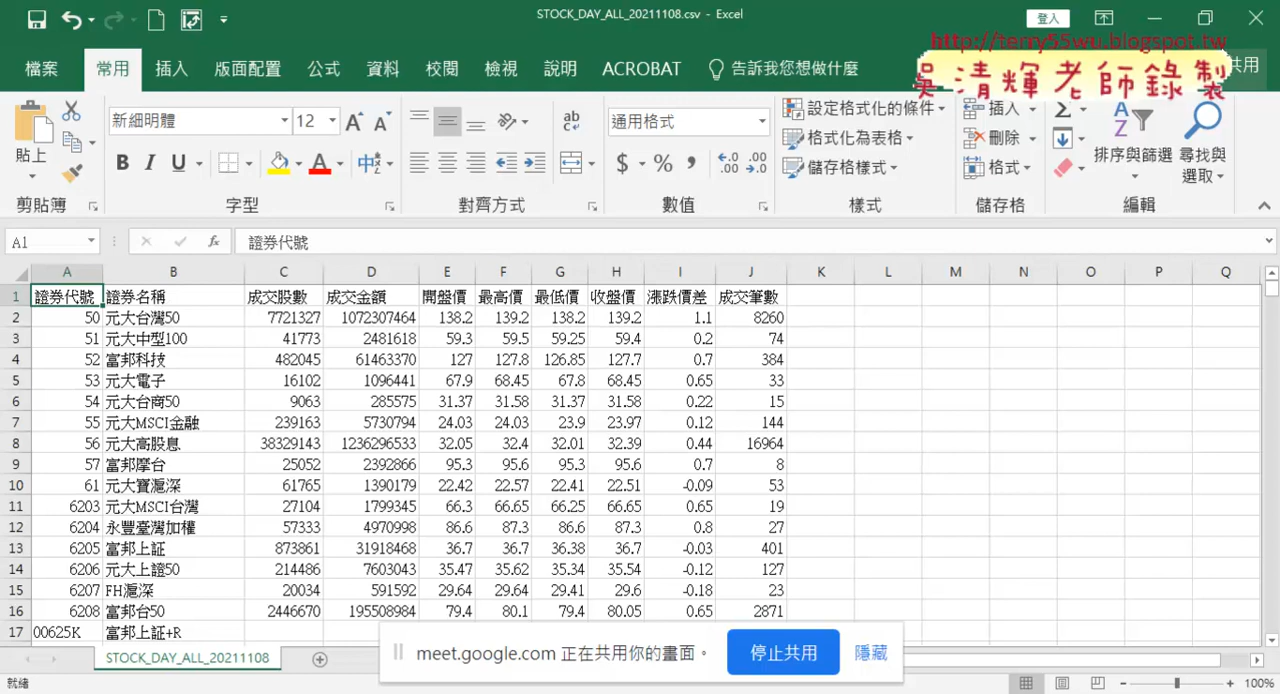 STOCK_DAY_ALL_20211108.csv - Excel
登入
http://terry55wu.blogspot.tw
吳清輝老師錄製
檔案 常用 插入 版面配置 公式 資料 校閱 檢視 說明 ACROBAT 告訴我您想做什麼 共用
新細明體 12 通用格式
貼上
設定格式化的條件
格式化為表格
儲存格樣式
插入
刪除
格式
排序與篩選 尋找與選取
剪貼簿 字型 對齊方式 數值 樣式 儲存格 編輯
A1 fx 證券代號
A B C D E F G H I J K L M N O P Q
1 證券代號 證券名稱 成交股數 成交金額 開盤價 最高價 最低價 收盤價 漲跌價差 成交筆數
2 50 元大台灣50 7721327 1072307464 138.2 139.2 138.2 139.2 1.1 8260
3 51 元大中型100 41773 2481618 59.3 59.5 59.25 59.4 0.2 74
4 52 富邦科技 482045 61463370 127 127.8 126.85 127.7 0.7 384
5 53 元大電子 16102 1096441 67.9 68.45 67.8 68.45 0.65 33
6 54 元大台商50 9063 285575 31.37 31.58 31.37 31.58 0.22 15
7 55 元大MSCI金融 239163 5730794 24.03 24.03 23.9 23.97 0.12 144
8 56 元大高股息 38329143 1236296533 32.05 32.4 32.01 32.39 0.44 16964
9 57 富邦摩台 25052 2392866 95.3 95.6 95.3 95.6 0.7 8
10 61 元大寶滬深 61765 1390179 22.42 22.57 22.41 22.51 -0.09 53
11 6203 元大MSCI台灣 27104 1799345 66.3 66.65 66.25 66.65 0.65 19
12 6204 永豐臺灣加權 57333 4970998 86.6 87.3 86.6 87.3 0.8 27
13 6205 富邦上証 873861 31918468 36.7 36.7 36.38 36.7 -0.03 401
14 6206 元大上證50 214486 7603043 35.47 35.62 35.34 35.54 -0.12 127
15 6207 FH滬深 20034 591592 29.64 29.64 29.41 29.6 -0.18 23
16 6208 富邦台50 2446670 195508984 79.4 80.1 79.4 80.05 0.65 2871
17 00625K 富邦上証+R
meet.google.com 正在共用你的畫面。 停止共用 隱藏
STOCK_DAY_ALL_20211108
就緒 100%